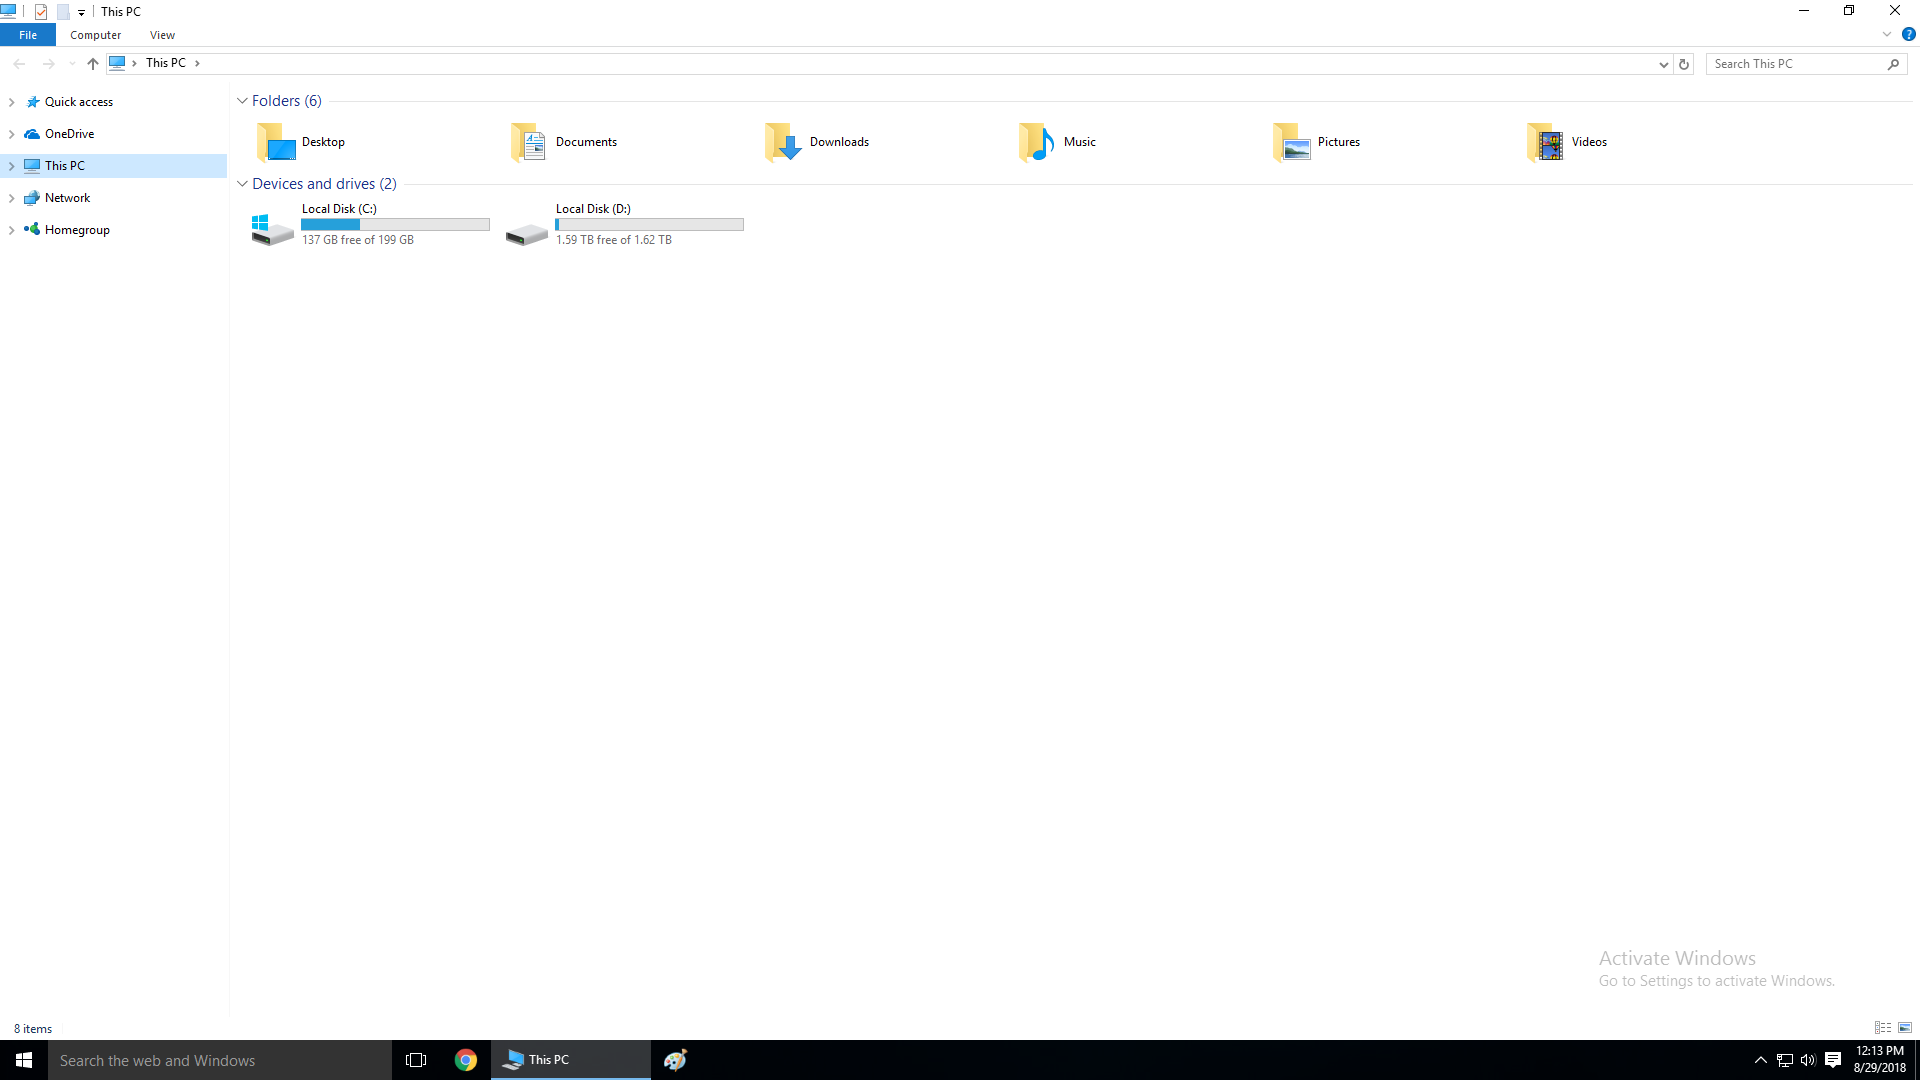 This PC
File
Computer
View
This PC
Search This PC
Quick access
OneDrive
This PC
Network
Homegroup
Folders (6)
Desktop
Documents
Downloads
Music
Pictures
Videos
Devices and drives (2)
Local Disk (C:)
137 GB free of 199 GB
Local Disk (D:)
1.59 TB free of 1.62 TB
Activate Windows
Go to Settings to activate Windows.
8 items
Search the web and Windows
This PC
12:13 PM
8/29/2018